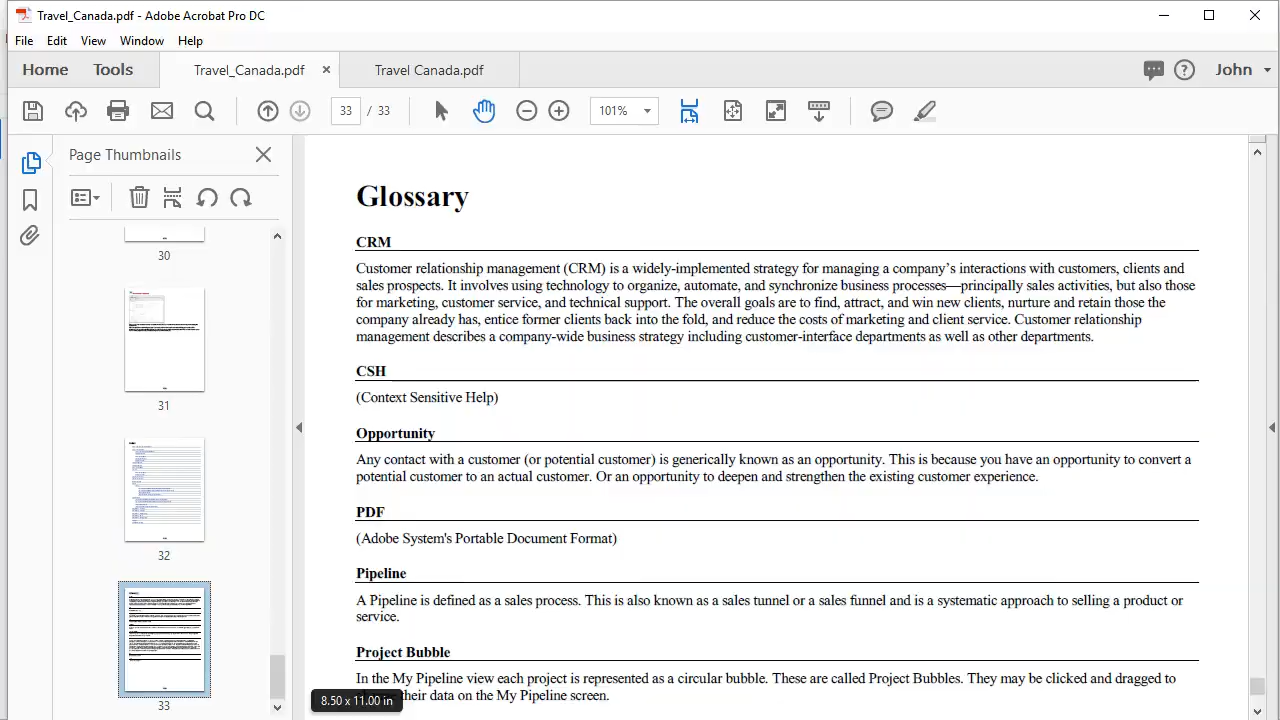 Travel_Canada.pdf - Adobe Acrobat Pro DC
File Edit View Window Help
Home Tools Travel_Canada.pdf × Travel Canada.pdf John
33 / 33 101%
Page Thumbnails
30
31
32
33
Glossary
CRM
Customer relationship management (CRM) is a widely-implemented strategy for managing a company’s interactions with customers, clients and
sales prospects. It involves using technology to organize, automate, and synchronize business processes—principally sales activities, but also those
for marketing, customer service, and technical support. The overall goals are to find, attract, and win new clients, nurture and retain those the
company already has, entice former clients back into the fold, and reduce the costs of marketing and client service. Customer relationship
management describes a company-wide business strategy including customer-interface departments as well as other departments.
CSH
(Context Sensitive Help)
Opportunity
Any contact with a customer (or potential customer) is generically known as an opportunity. This is because you have an opportunity to convert a
potential customer to an actual customer. Or an opportunity to deepen and strengthen the existing customer experience.
PDF
(Adobe System's Portable Document Format)
Pipeline
A Pipeline is defined as a sales process. This is also known as a sales tunnel or a sales funnel and is a systematic approach to selling a product or
service.
Project Bubble
In the My Pipeline view each project is represented as a circular bubble. These are called Project Bubbles. They may be clicked and dragged to
their data on the My Pipeline screen.
8.50 x 11.00 in